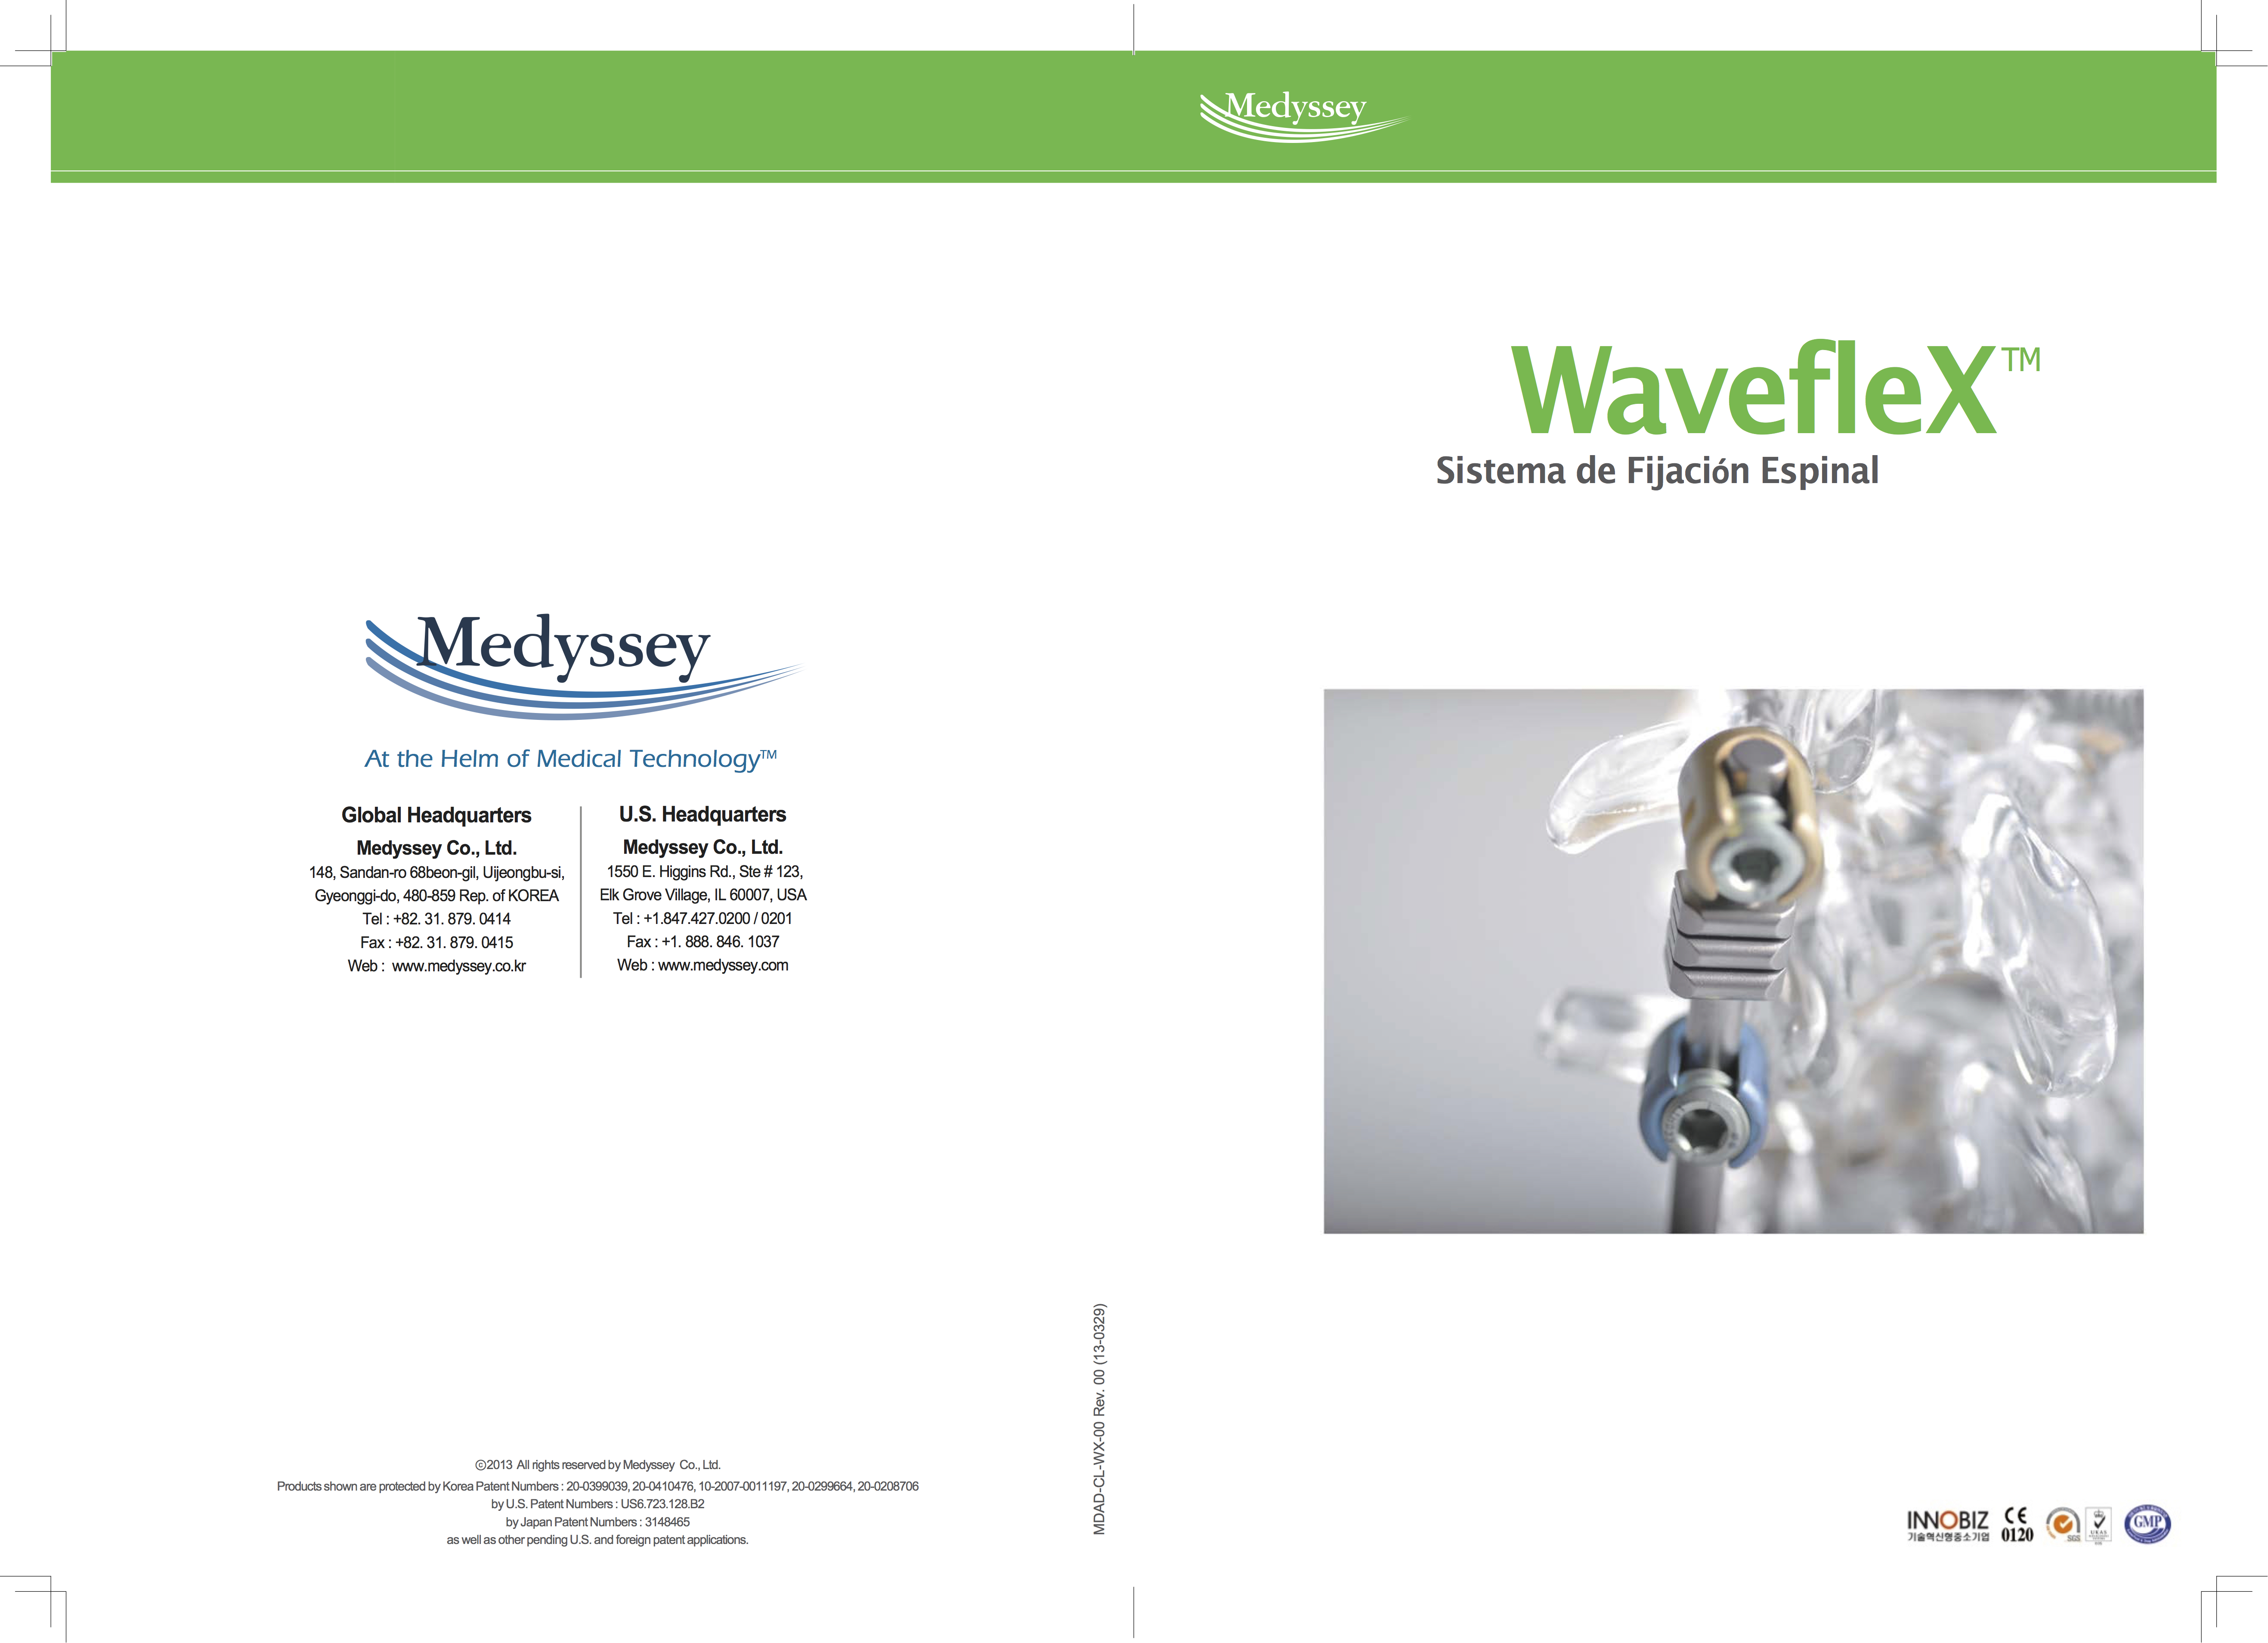 Medyssey
WavefleX™
Sistema de Fijación Espinal
Medyssey
At the Helm of Medical Technology™
Global Headquarters
Medyssey Co., Ltd.
148, Sandan-ro 68beon-gil, Uijeongbu-si,
Gyeonggi-do, 480-859 Rep. of KOREA
Tel : +82. 31. 879. 0414
Fax : +82. 31. 879. 0415
Web : www.medyssey.co.kr
U.S. Headquarters
Medyssey Co., Ltd.
1550 E. Higgins Rd., Ste # 123,
Elk Grove Village, IL 60007, USA
Tel : +1.847.427.0200 / 0201
Fax : +1. 888. 846. 1037
Web : www.medyssey.com
MDAD-CL-WX-00 Rev. 00 (13-0329)
©2013 All rights reserved by Medyssey Co., Ltd.
Products shown are protected by Korea Patent Numbers : 20-0399039, 20-0410476, 10-2007-0011197, 20-0299664, 20-0208706
by U.S. Patent Numbers : US6.723.128.B2
by Japan Patent Numbers : 3148465
as well as other pending U.S. and foreign patent applications.
INNOBIZ
기술혁신형중소기업
CE
0120
SGS
UKAS
GMP